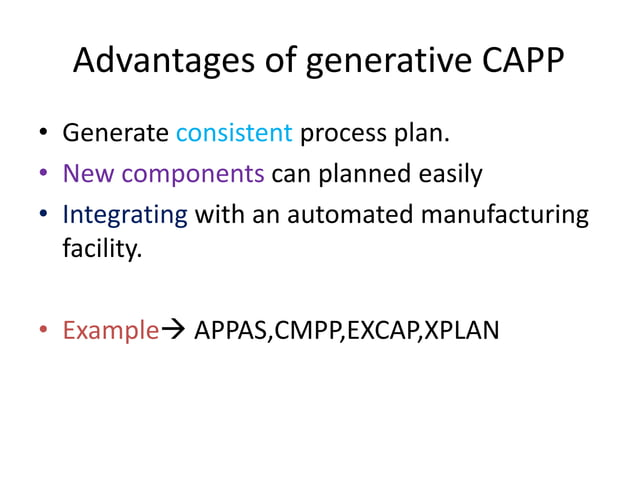 Advantages of generative CAPP
• Generate consistent process plan.
• New components can planned easily
• Integrating with an automated manufacturing
facility.
• Example→ APPAS,CMPP,EXCAP,XPLAN